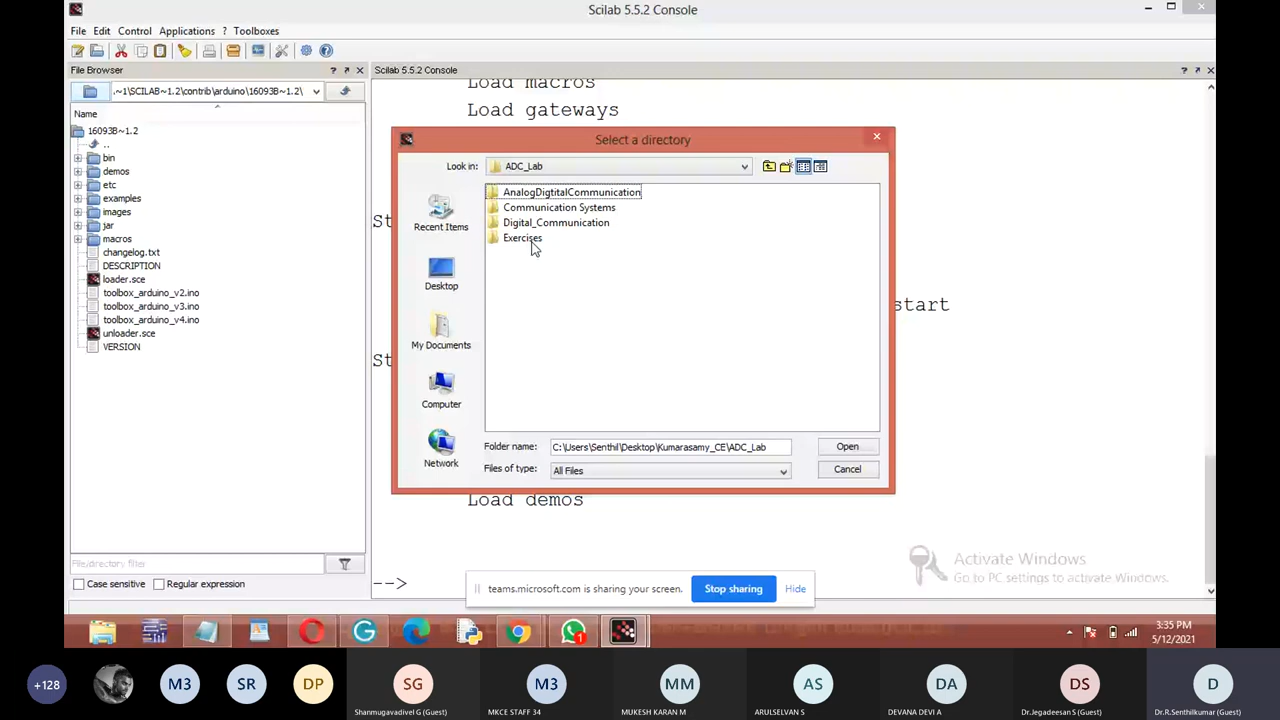 Scilab 5.5.2 Console
File Edit Control Applications ? Toolboxes
File Browser
Scilab 5.5.2 Console
.~1\SCILAB~1.2\contrib\arduino\16093B~1.2\
Name
16093B~1.2
..
bin
demos
etc
examples
images
jar
macros
changelog.txt
DESCRIPTION
loader.sce
toolbox_arduino_v2.ino
toolbox_arduino_v3.ino
toolbox_arduino_v4.ino
unloader.sce
VERSION
File/directory filter
Case sensitive
Regular expression
Load macros
Load gateways
St
start
St
Load demos
-->
Select a directory
Look in:
ADC_Lab
AnalogDigtitalCommunication
Communication Systems
Digital_Communication
Exercises
Recent Items
Desktop
My Documents
Computer
Network
Folder name:
C:\Users\Senthil\Desktop\Kumarasamy_CE\ADC_Lab
Open
Files of type:
All Files
Cancel
Activate Windows
Go to PC settings to activate Windows.
teams.microsoft.com is sharing your screen.
Stop sharing
Hide
1
3:35 PM
5/12/2021
+128
M3
SR
DP
SG
Shanmugavadivel G (Guest)
M3
MKCE STAFF 34
MM
MUKESH KARAN M
AS
ARULSELVAN S
DA
DEVANA DEVI A
DS
Dr.Jegadeesan S (Guest)
D
Dr.R.Senthilkumar (Guest)